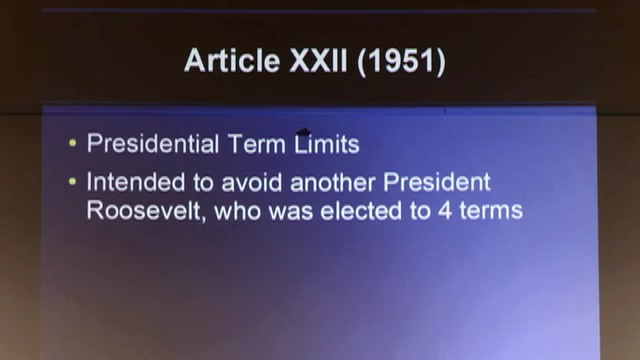 Article XXII (1951)
• Presidential Term Limits
• Intended to avoid another President
Roosevelt, who was elected to 4 terms